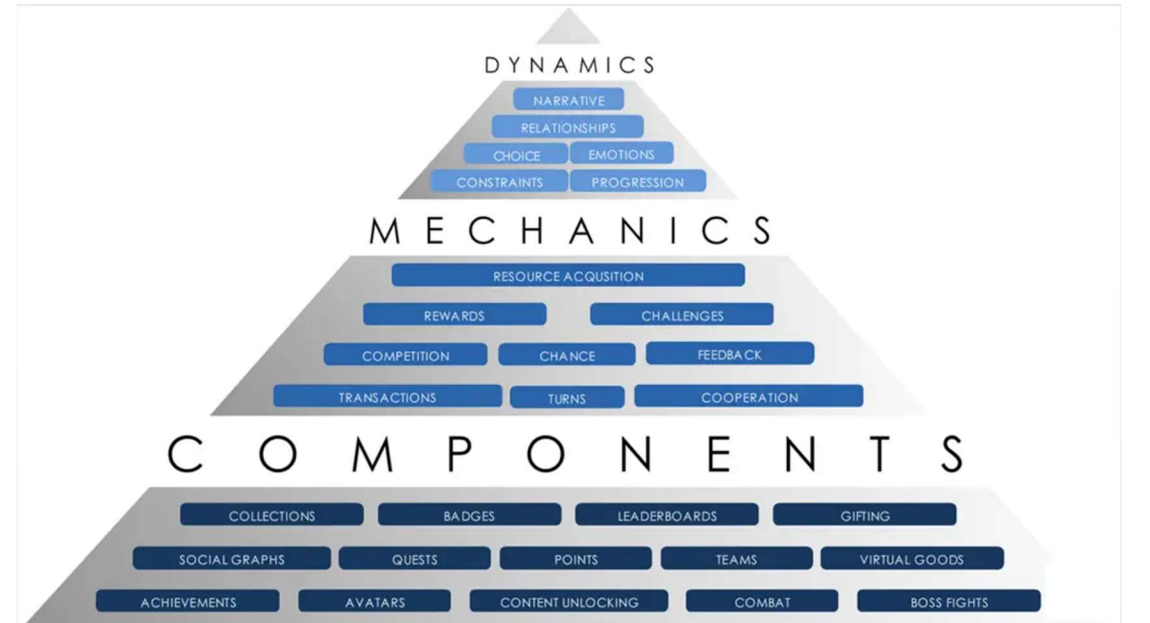 DYNAMICS
NARRATIVE
RELATIONSHIPS
CHOICE EMOTIONS
CONSTRAINTS PROGRESSION
MECHANICS
RESOURCE ACQUSITION
REWARDS CHALLENGES
COMPETITION CHANCE FEEDBACK
TRANSACTIONS TURNS COOPERATION
COMPONENTS
COLLECTIONS BADGES LEADERBOARDS GIFTING
SOCIAL GRAPHS QUESTS POINTS TEAMS VIRTUAL GOODS
ACHIEVEMENTS AVATARS CONTENT UNLOCKING COMBAT BOSS FIGHTS